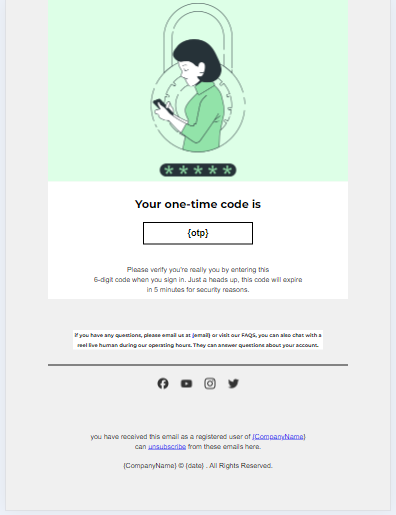 *****
Your one-time code is
{otp}
Please verify you're really you by entering this
6-digit code when you sign in. Just a heads up, this code will expire
in 5 minutes for security reasons.
If you have any questions, please email us at {email} or visit our FAQS, you can also chat with a
reel live human during our operating hours. They can answer questions about your account.
you have received this email as a registered user of {CompanyName}
can unsubscribe from these emails here.
{CompanyName} © {date} . All Rights Reserved.